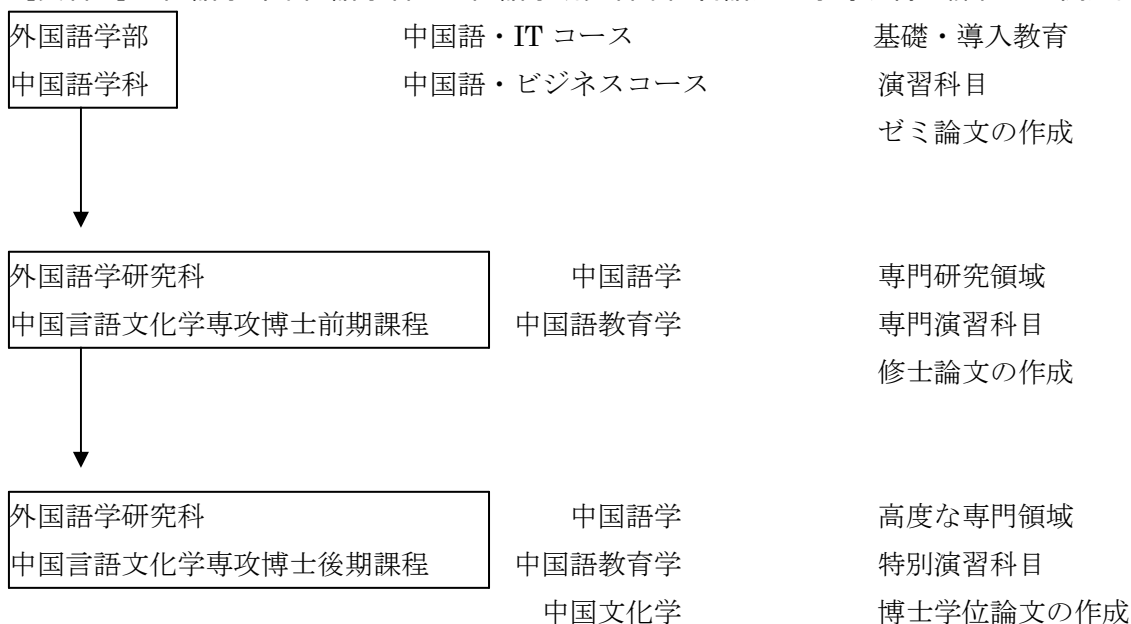 外国語学部 中国語・IT コース 基礎・導入教育
中国語学科 中国語・ビジネスコース 演習科目
ゼミ論文の作成
外国語学研究科 中国語学 専門研究領域
中国言語文化学専攻博士前期課程 中国語教育学 専門演習科目
修士論文の作成
外国語学研究科 中国語学 高度な専門領域
中国言語文化学専攻博士後期課程 中国語教育学 特別演習科目
中国文化学 博士学位論文の作成